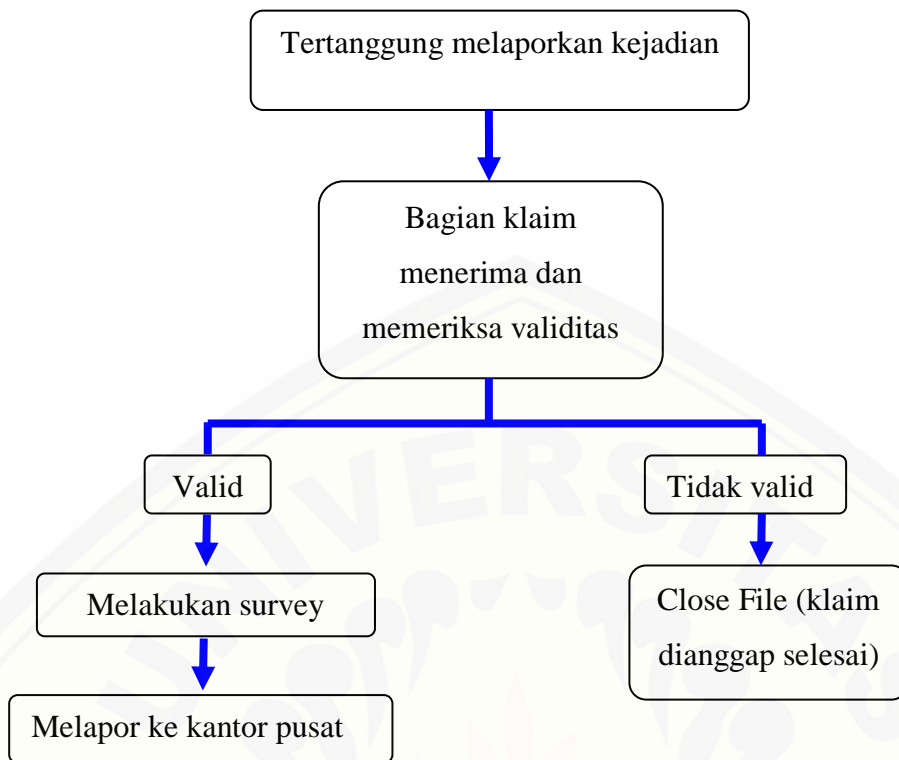 Tertanggung melaporkan kejadian
Bagian klaim
menerima dan
memeriksa validitas
Valid
Tidak valid
Melakukan survey
Close File (klaim
dianggap selesai)
Melapor ke kantor pusat
UNIVERSITAS